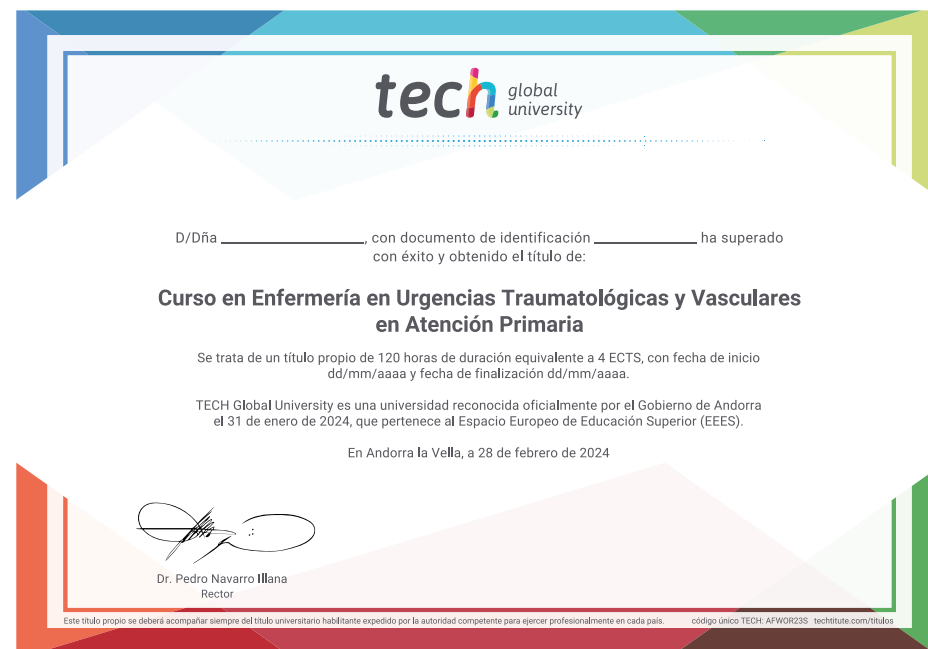 tech global
university
D/Dña ____________________, con documento de identificación ______________ ha superado
con éxito y obtenido el título de:
Curso en Enfermería en Urgencias Traumatológicas y Vasculares
en Atención Primaria
Se trata de un título propio de 120 horas de duración equivalente a 4 ECTS, con fecha de inicio
dd/mm/aaaa y fecha de finalización dd/mm/aaaa.
TECH Global University es una universidad reconocida oficialmente por el Gobierno de Andorra
el 31 de enero de 2024, que pertenece al Espacio Europeo de Educación Superior (EEES).
En Andorra la Vella, a 28 de febrero de 2024
Dr. Pedro Navarro Illana
Rector
Este título propio se deberá acompañar siempre del título universitario habilitante expedido por la autoridad competente para ejercer profesionalmente en cada país. código único TECH: AFWOR23S techtitute.com/titulos